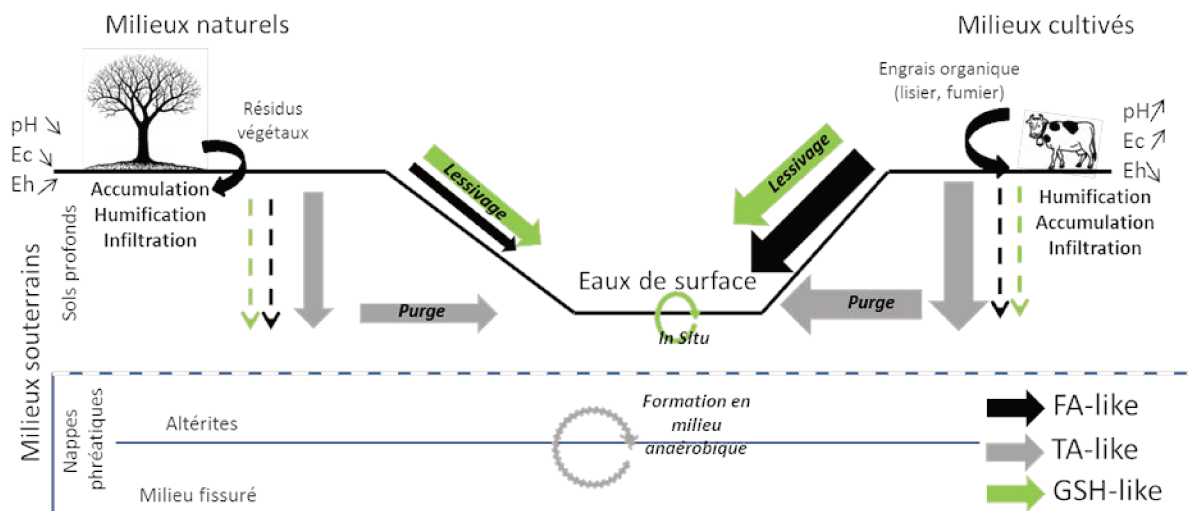 Milieux naturels
Milieux cultivés
Résidus
végétaux
Engrais organique
(lisier, fumier)
pH ↘
Ec ↘
Eh ↗
pH ↗
Ec ↗
Eh ↘
Accumulation
Humification
Infiltration
Lessivage
Lessivage
Humification
Accumulation
Infiltration
Eaux de surface
Purge
Purge
In Situ
Milieux souterrains
Sols profonds
Nappes
phréatiques
Altérites
Milieu fissuré
Formation en
milieu
anaérobique
FA-like
TA-like
GSH-like